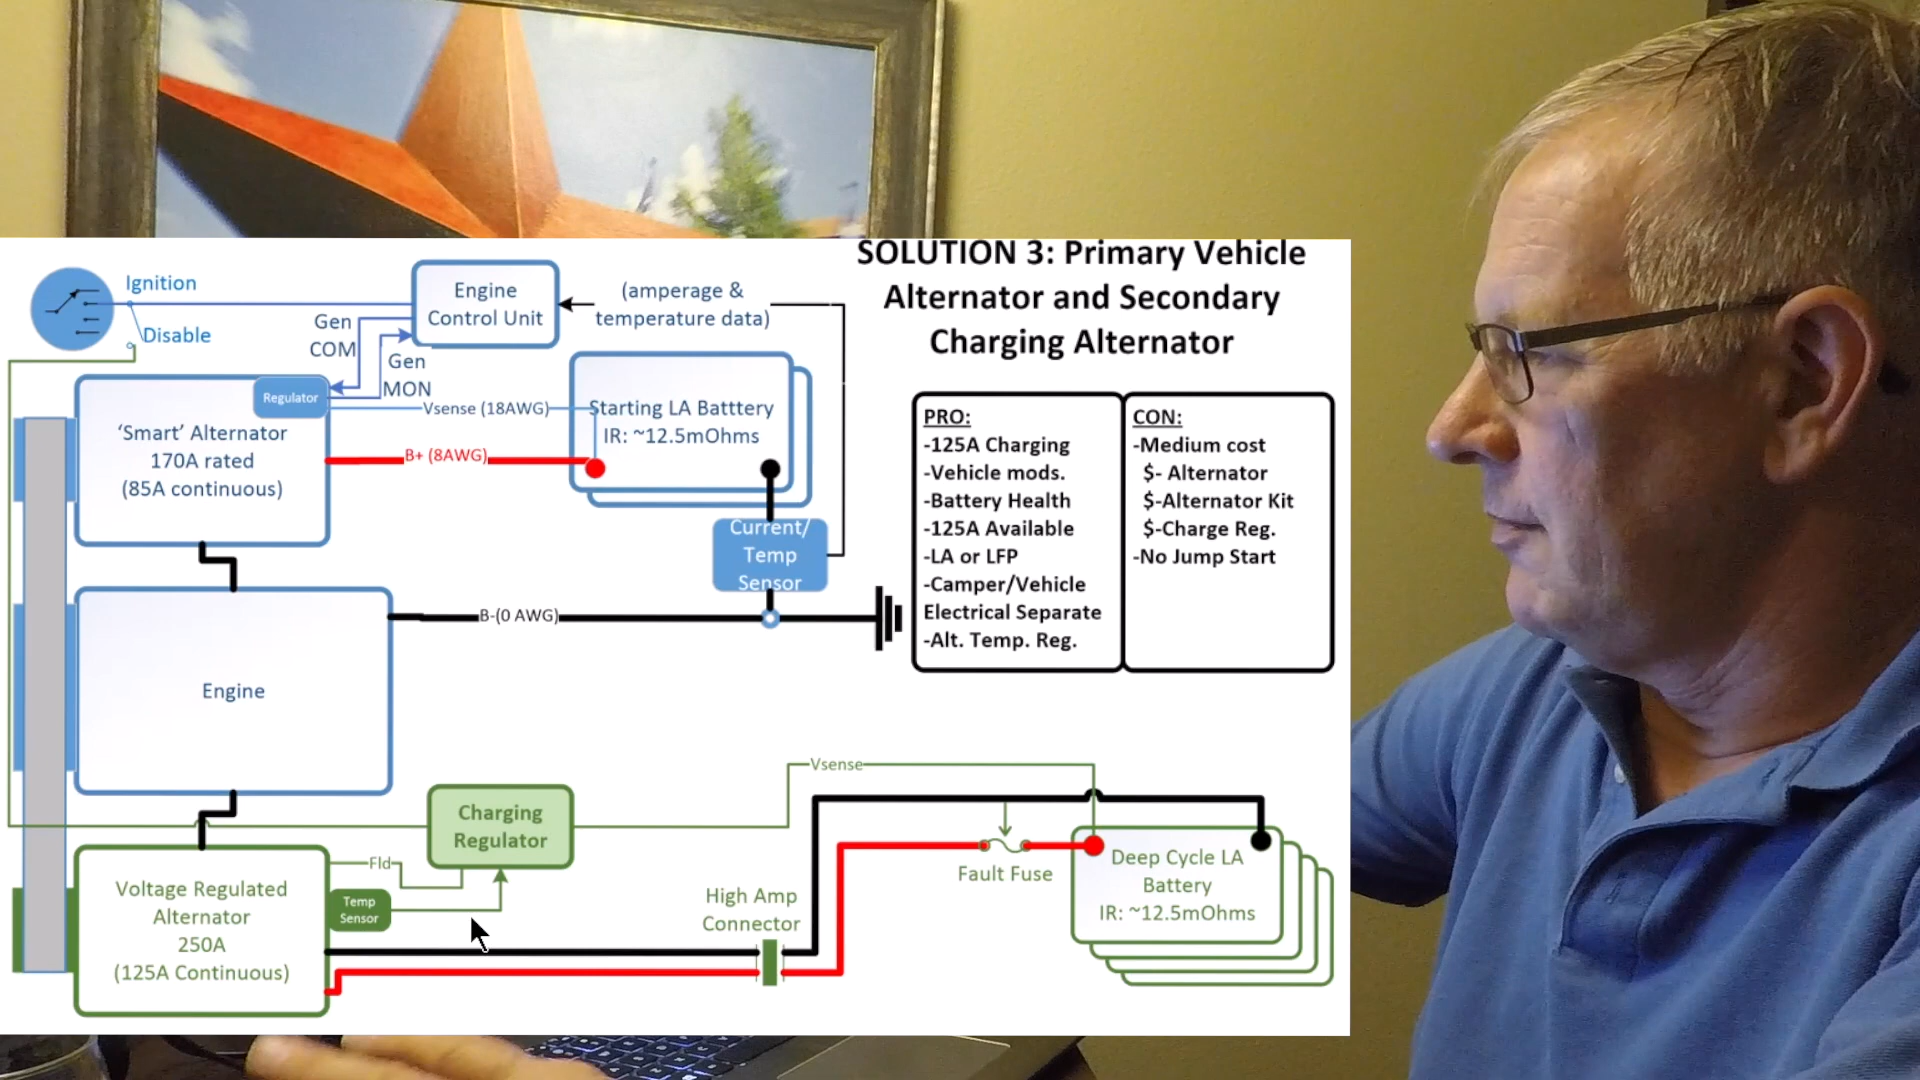 SOLUTION 3: Primary Vehicle
Alternator and Secondary
Charging Alternator
Ignition
Disable
Engine
Control Unit
(amperage &
temperature data)
Gen
COM
Gen
MON
Regulator
Vsense (18AWG)
Starting LA Batttery
IR: ~12.5mOhms
'Smart' Alternator
170A rated
(85A continuous)
B+ (8AWG)
Current/
Temp
Sensor
B-(0 AWG)
Engine
PRO:
-125A Charging
-Vehicle mods.
-Battery Health
-125A Available
-LA or LFP
-Camper/Vehicle
Electrical Separate
-Alt. Temp. Reg.
CON:
-Medium cost
$- Alternator
$-Alternator Kit
$-Charge Reg.
-No Jump Start
Vsense
Charging
Regulator
Fld
Temp
Sensor
Voltage Regulated
Alternator
250A
(125A Continuous)
High Amp
Connector
Fault Fuse
Deep Cycle LA
Battery
IR: ~12.5mOhms